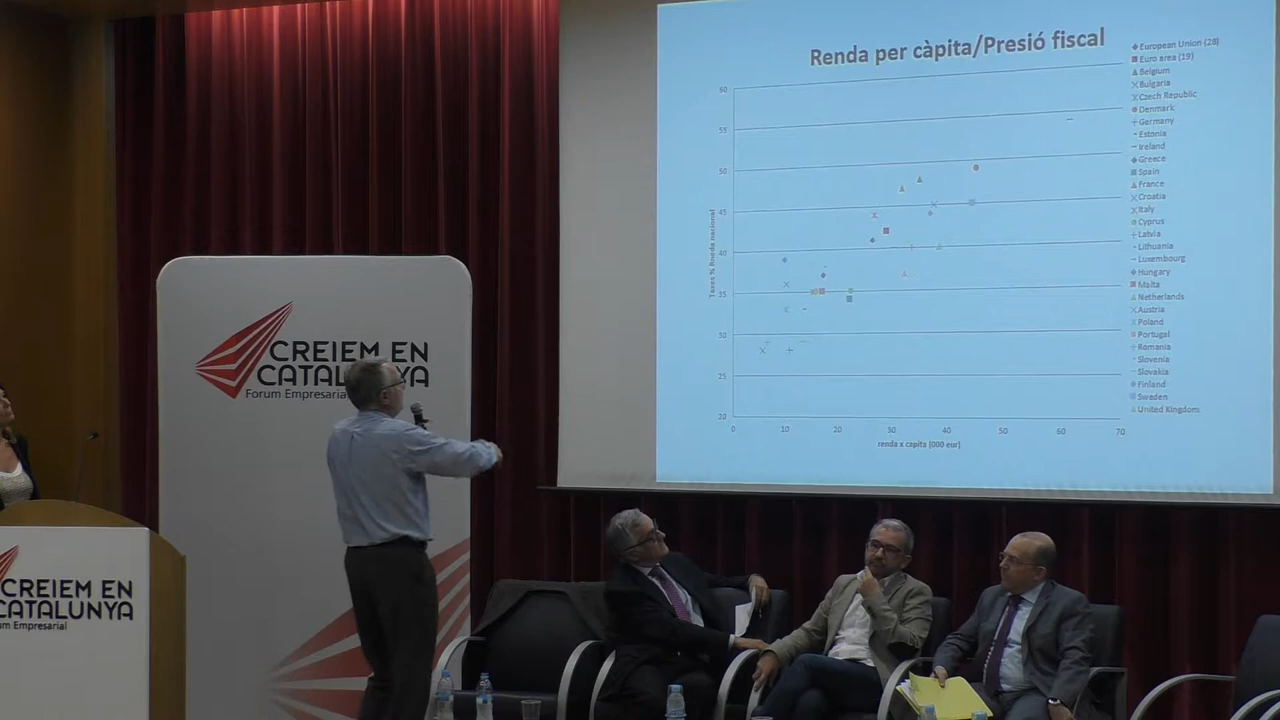 Renda per càpita/Presió fiscal
60
55
50
45
40
35
30
25
20
0
10
20
30
40
50
60
70
renda x capita (000 eur)
European Union (28)
Euro area (19)
Belgium
Bulgaria
Czech Republic
Denmark
Germany
Estonia
Ireland
Greece
Spain
France
Croatia
Italy
Cyprus
Latvia
Lithuania
Luxembourg
Hungary
Malta
Netherlands
Austria
Poland
Portugal
Romania
Slovenia
Slovakia
Finland
Sweden
United Kingdom
CREIEM EN
CATALUNYA
Forum Empresarial
CREIEM EN
CATALUNYA
um Empresarial